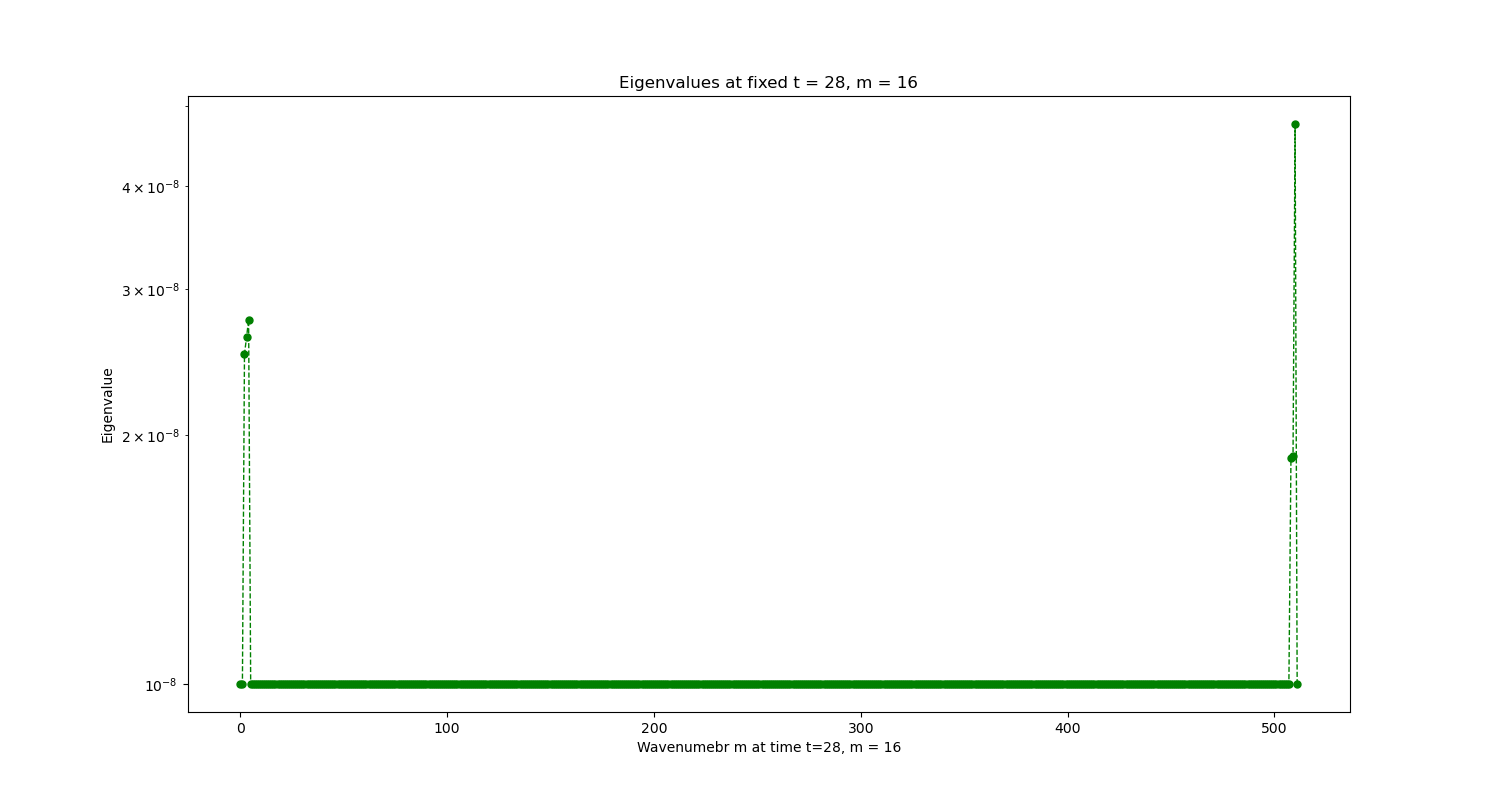 Eigenvalues at fixed t = 28, m = 16
4 × 10⁻⁸
3 × 10⁻⁸
Eigenvalue
2 × 10⁻⁸
10⁻⁸
0 100 200 300 400 500
Wavenumebr m at time t=28, m = 16